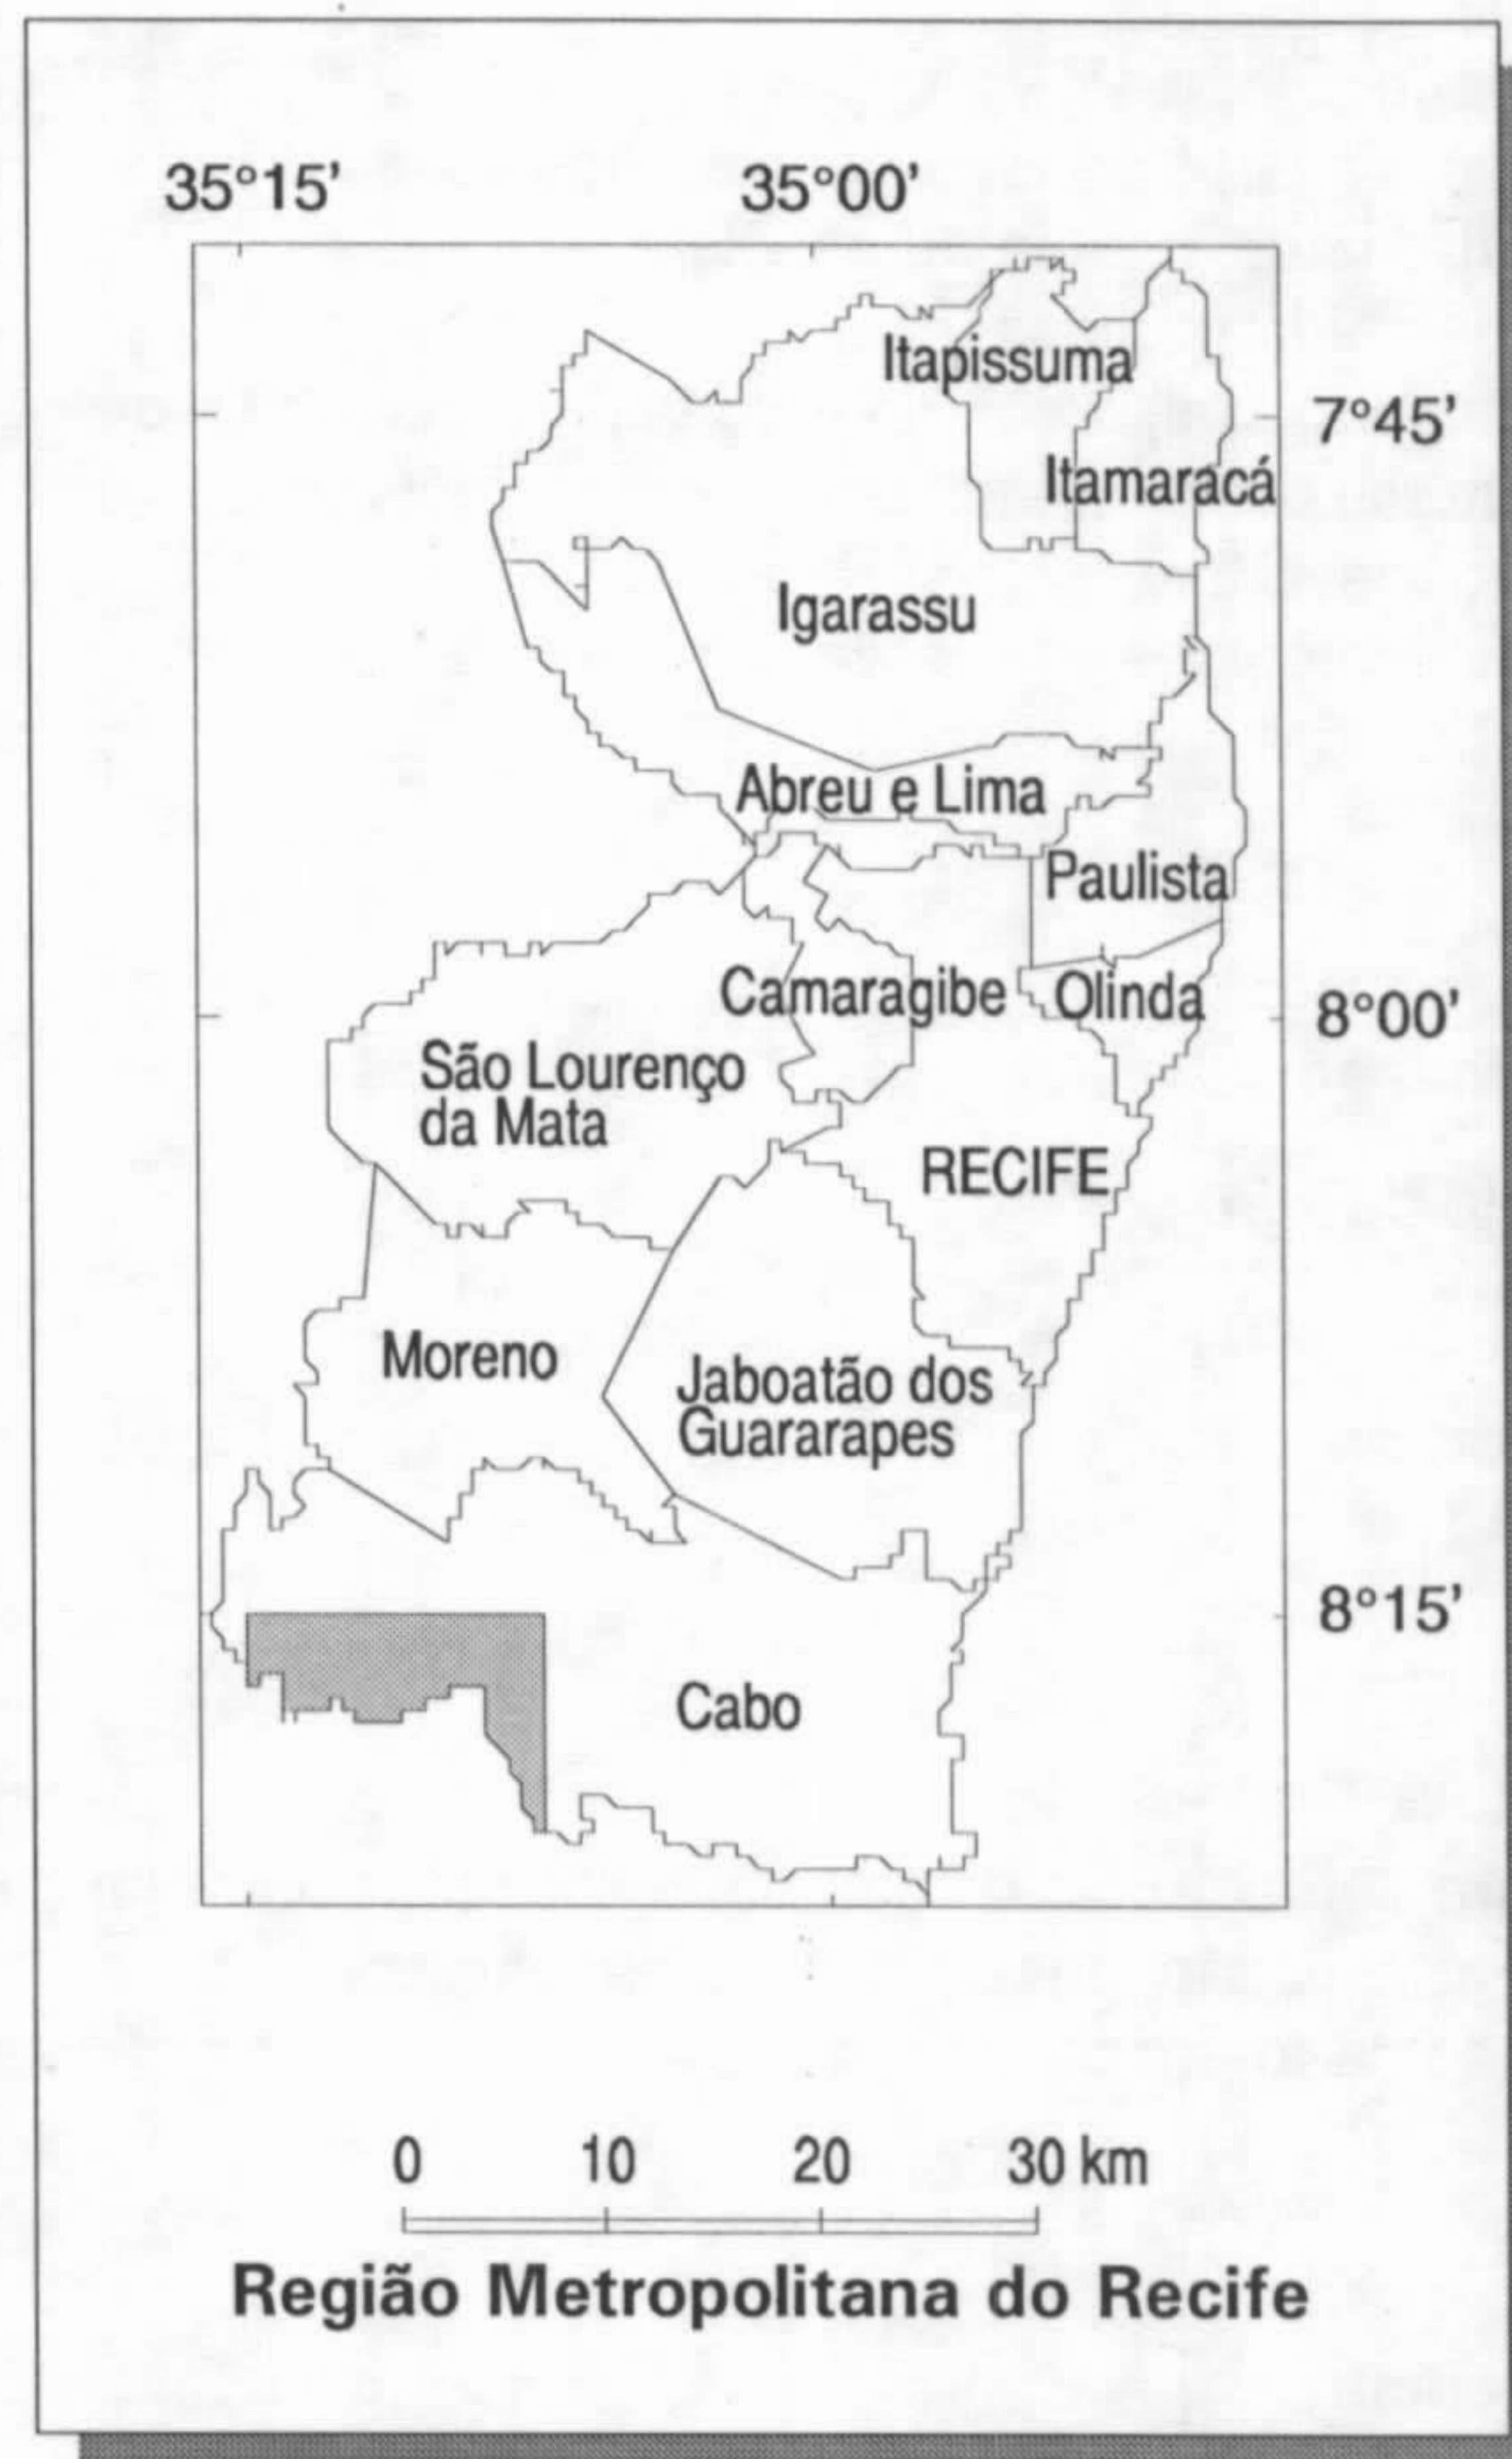 35°15’ 35°00’
Itapissuma
7°45’
Itamaracá
Igarassu
Abreu e Lima
Paulista
Camaragibe
Olinda
8°00’
São Lourenço
da Mata
RECIFE
Moreno
Jaboatão dos
Guararapes
8°15’
Cabo
0 10 20 30 km
Região Metropolitana do Recife